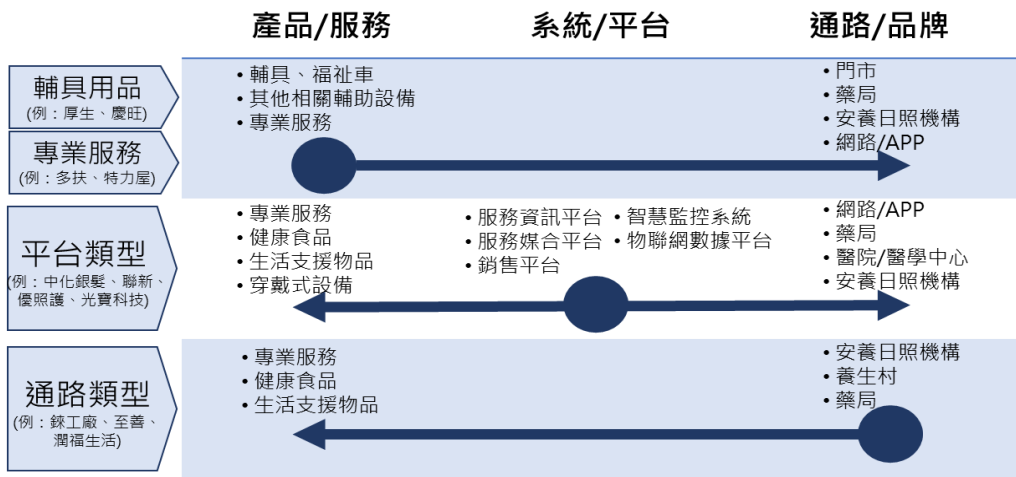 產品/服務
系統/平台
通路/品牌
輔具用品
(例：厚生、慶旺)
專業服務
(例：多扶、特力屋)
• 輔具、福祉車
• 其他相關輔助設備
• 專業服務
• 門市
• 藥局
• 安養日照機構
• 網路/APP
平台類型
(例：中化銀髮、聯新、
優照護、光寶科技)
• 專業服務
• 健康食品
• 生活支援物品
• 穿戴式設備
• 服務資訊平台
• 服務媒合平台
• 銷售平台
• 智慧監控系統
• 物聯網數據平台
• 網路/APP
• 藥局
• 醫院/醫學中心
• 安養日照機構
通路類型
(例：錸工廠、至善、
潤福生活)
• 專業服務
• 健康食品
• 生活支援物品
• 安養日照機構
• 養生村
• 藥局